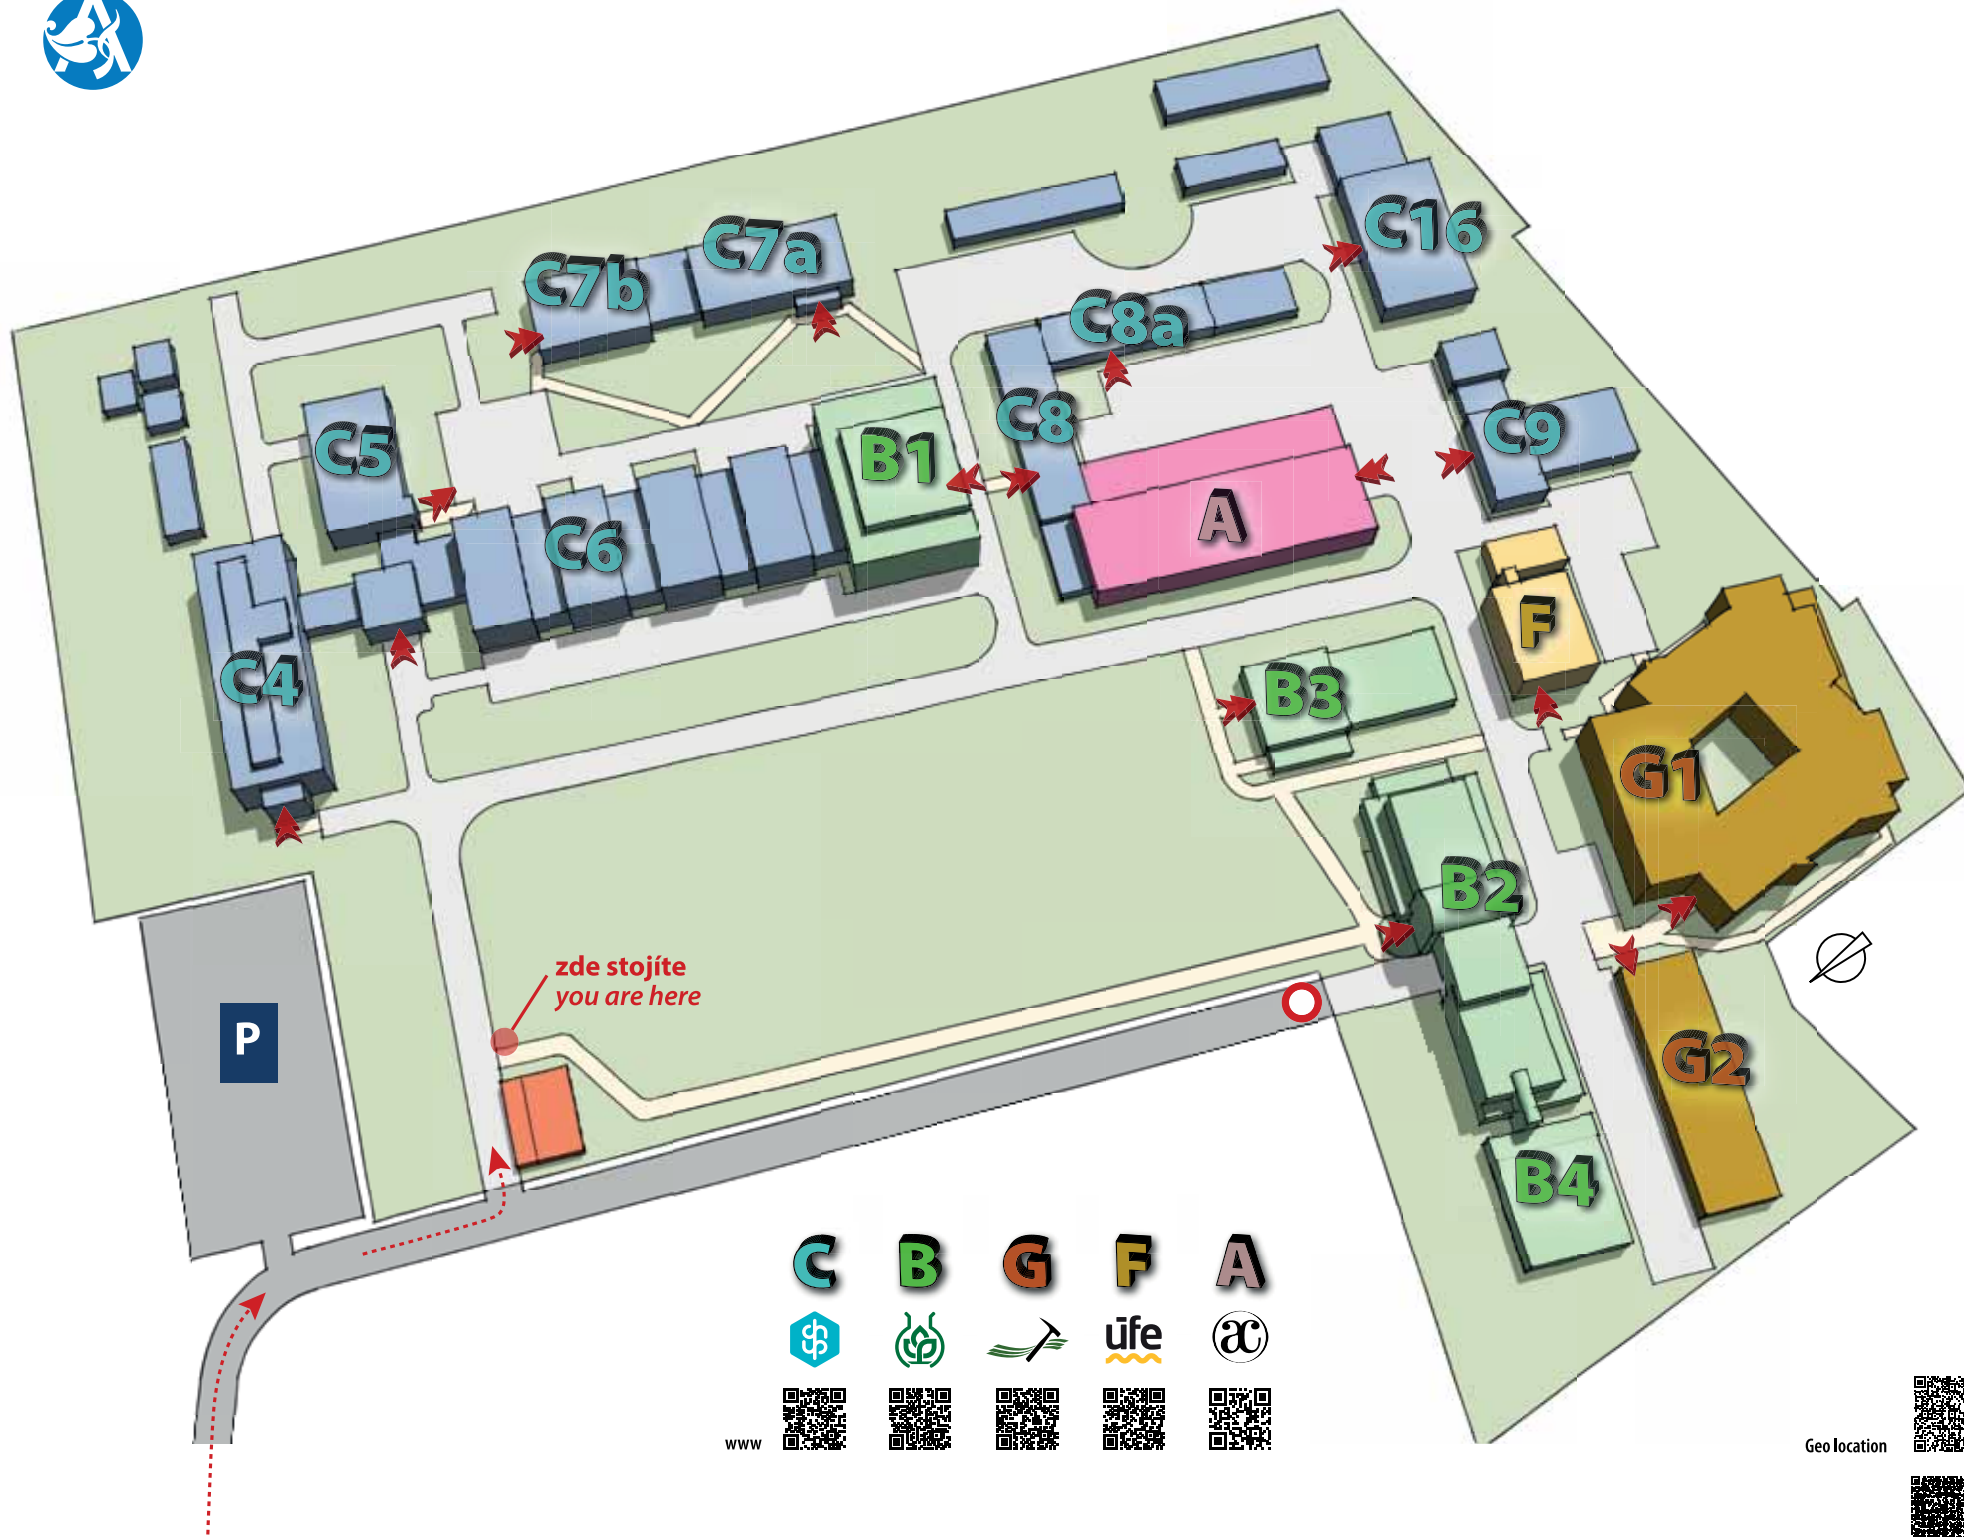 C16
C7a
C7b
C8a
C8
C9
C5
B1
A
C6
F
C4
B3
G1
B2
zde stojíte
you are here
P
G2
B4
C B G F A
ūfe
æ
www
Geo location